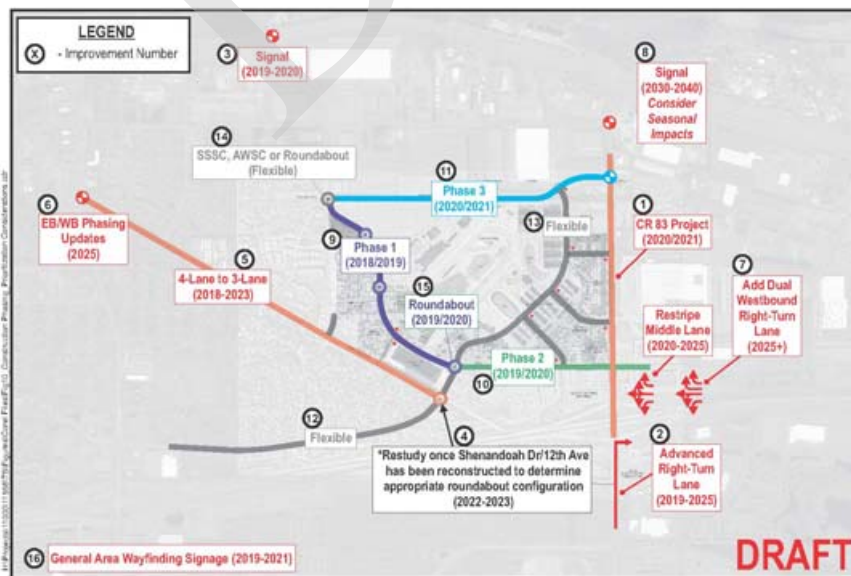 LEGEND
X - Improvement Number
3
Signal
(2019-2020)
8
Signal
(2030-2040)
Consider
Seasonal
Impacts
14
SSSC, AWSC or Roundabout
(Flexible)
11
Phase 3
(2020/2021)
6
EB/WB Phasing
Updates
(2025)
13
Flexible
1
CR 83 Project
(2020/2021)
9
Phase 1
(2018/2019)
5
4-Lane to 3-Lane
(2018-2023)
15
Roundabout
(2019/2020)
7
Add Dual
Westbound
Right-Turn
Lane
(2025+)
Restripe
Middle Lane
(2020-2025)
Phase 2
(2019/2020)
10
12
Flexible
4
*Restudy once Shenandoah Dr/12th Ave
has been reconstructed to determine
appropriate roundabout configuration
(2022-2023)
2
Advanced
Right-Turn
Lane
(2019-2025)
16 General Area Wayfinding Signage (2019-2021)
DRAFT